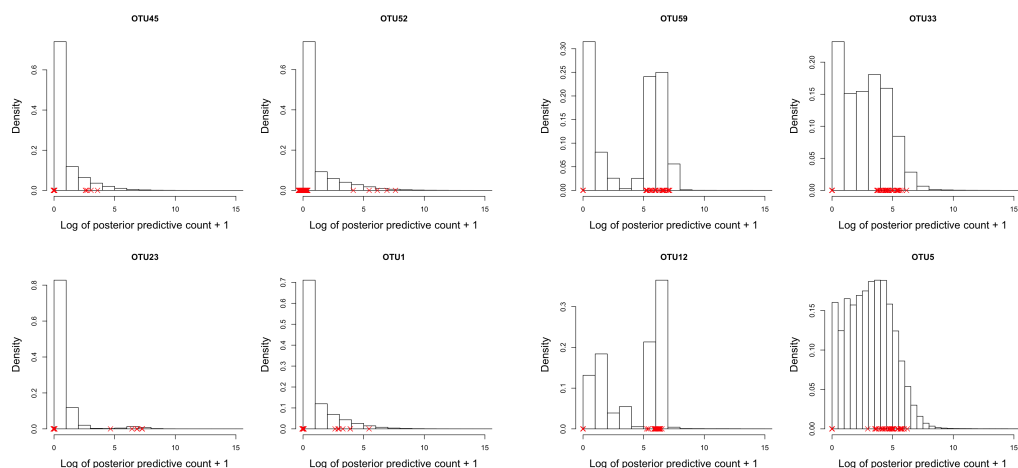 OTU45
OTU52
OTU59
OTU33
Density
0.0 0.2 0.4 0.6
0 5 10 15
Log of posterior predictive count + 1
Density
0.0 0.2 0.4 0.6
0 5 10 15
Log of posterior predictive count + 1
Density
0.00 0.05 0.10 0.15 0.20 0.25 0.30
0 5 10 15
Log of posterior predictive count + 1
Density
0.00 0.05 0.10 0.15 0.20
0 5 10 15
Log of posterior predictive count + 1
OTU23
OTU1
OTU12
OTU5
Density
0.0 0.2 0.4 0.6 0.8
0 5 10 15
Log of posterior predictive count + 1
Density
0.0 0.1 0.2 0.3 0.4 0.5 0.6 0.7
0 5 10 15
Log of posterior predictive count + 1
Density
0.0 0.1 0.2 0.3
0 5 10 15
Log of posterior predictive count + 1
Density
0.00 0.05 0.10 0.15
0 5 10 15
Log of posterior predictive count + 1